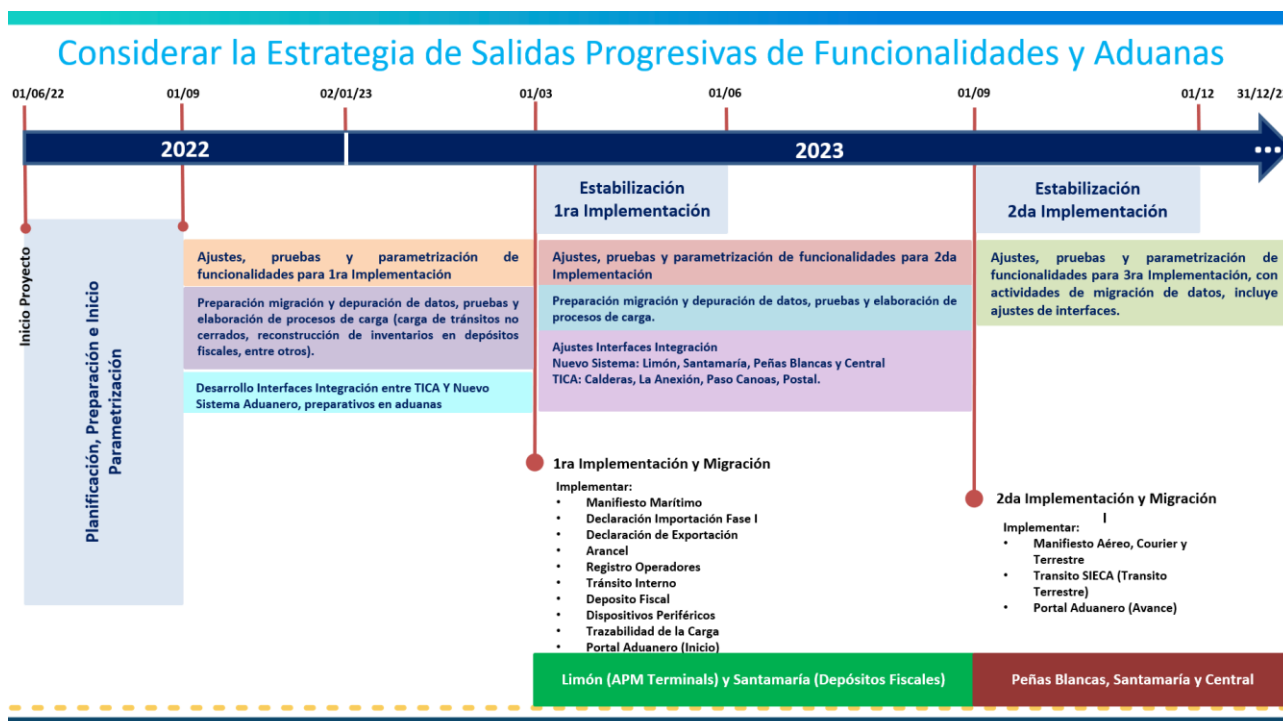 Considerar la Estrategia de Salidas Progresivas de Funcionalidades y Aduanas
01/06/22
01/09
02/01/23
01/03
01/06
01/09
01/12
31/12/23
2022
2023
Inicio Proyecto
Planificación, Preparación e Inicio
Parametrización
Estabilización
1ra Implementación
Estabilización
2da Implementación
Ajustes, pruebas y parametrización de
funcionalidades para 1ra Implementación
Preparación migración y depuración de datos, pruebas y
elaboración de procesos de carga (carga de tránsitos no
cerrados, reconstrucción de inventarios en depósitos
fiscales, entre otros).
Desarrollo Interfaces Integración entre TICA Y Nuevo
Sistema Aduanero, preparativos en aduanas
Ajustes, pruebas y parametrización de funcionalidades para 2da
Implementación
Preparación migración y depuración de datos, pruebas y elaboración de
procesos de carga.
Ajustes Interfaces Integración
Nuevo Sistema: Limón, Santamaría, Peñas Blancas y Central
TICA: Calderas, La Anexión, Paso Canoas, Postal.
Ajustes, pruebas y parametrización de
funcionalidades para 3ra Implementación, con
actividades de migración de datos, incluye
ajustes de interfaces.
1ra Implementación y Migración
Implementar:
• Manifiesto Marítimo
• Declaración Importación Fase I
• Declaración de Exportación
• Arancel
• Registro Operadores
• Tránsito Interno
• Deposito Fiscal
• Dispositivos Periféricos
• Trazabilidad de la Carga
• Portal Aduanero (Inicio)
2da Implementación y Migración
I
Implementar:
• Manifiesto Aéreo, Courier y
Terrestre
• Transito SIECA (Transito
Terrestre)
• Portal Aduanero (Avance)
Limón (APM Terminals) y Santamaría (Depósitos Fiscales)
Peñas Blancas, Santamaría y Central